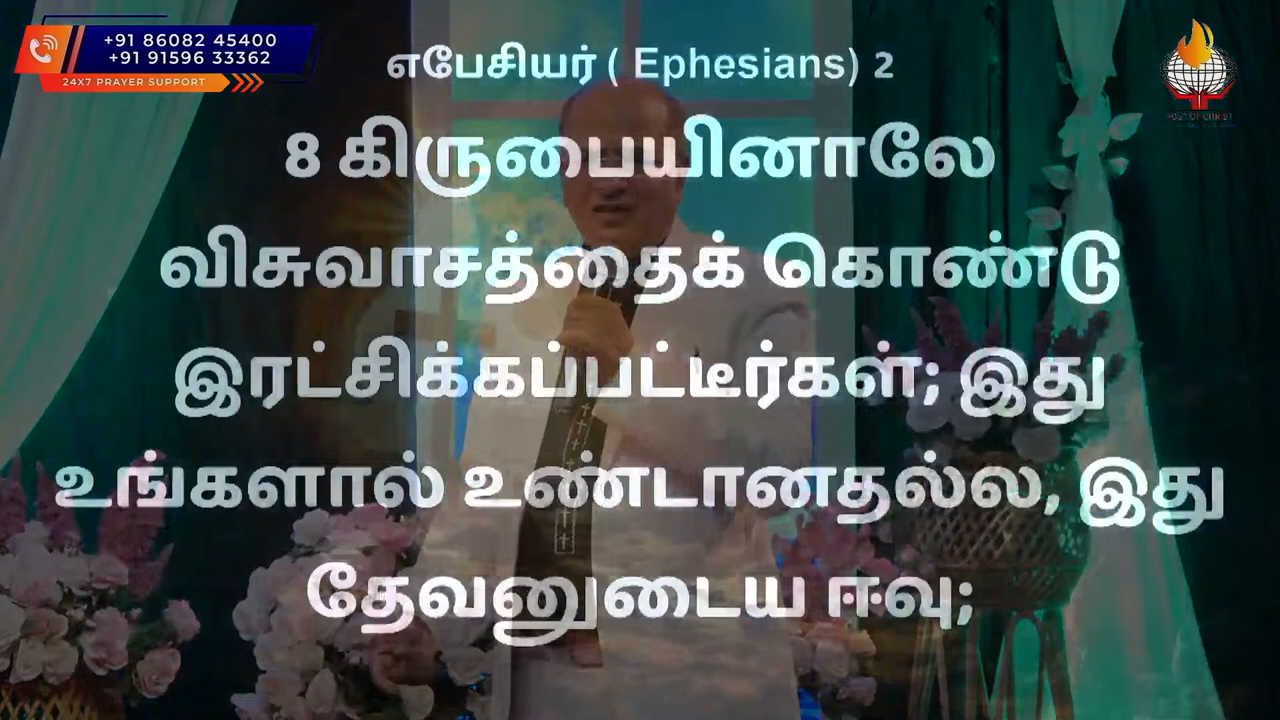 +91 86082 45400
+91 91596 33362
24X7 PRAYER SUPPORT
எபேசியர் ( Ephesians) 2
8 கிருபையினாலே
விசுவாசத்தைக் கொண்டு
இரட்சிக்கப்பட்டீர்கள்; இது
உங்களால் உண்டானதல்ல, இது
தேவனுடைய ஈவு;